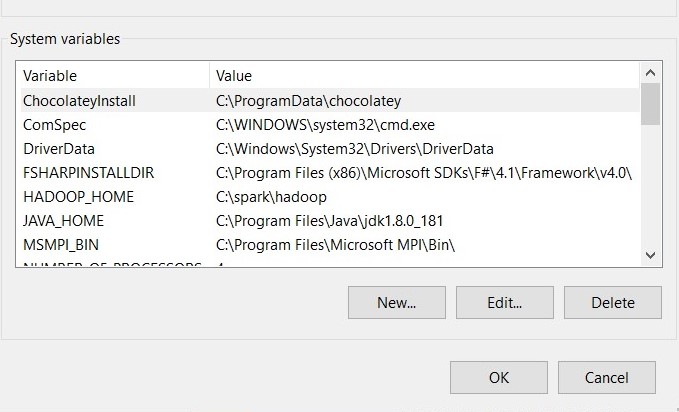 System variables
Variable Value
ChocolateyInstall C:\ProgramData\chocolatey
ComSpec C:\WINDOWS\system32\cmd.exe
DriverData C:\Windows\System32\Drivers\DriverData
FSHARPINSTALLDIR C:\Program Files (x86)\Microsoft SDKs\F#\4.1\Framework\v4.0\
HADOOP_HOME C:\spark\hadoop
JAVA_HOME C:\Program Files\Java\jdk1.8.0_181
MSMPI_BIN C:\Program Files\Microsoft MPI\Bin\
NUMBER_OF_PROCESSORS 4
New... Edit... Delete
OK Cancel